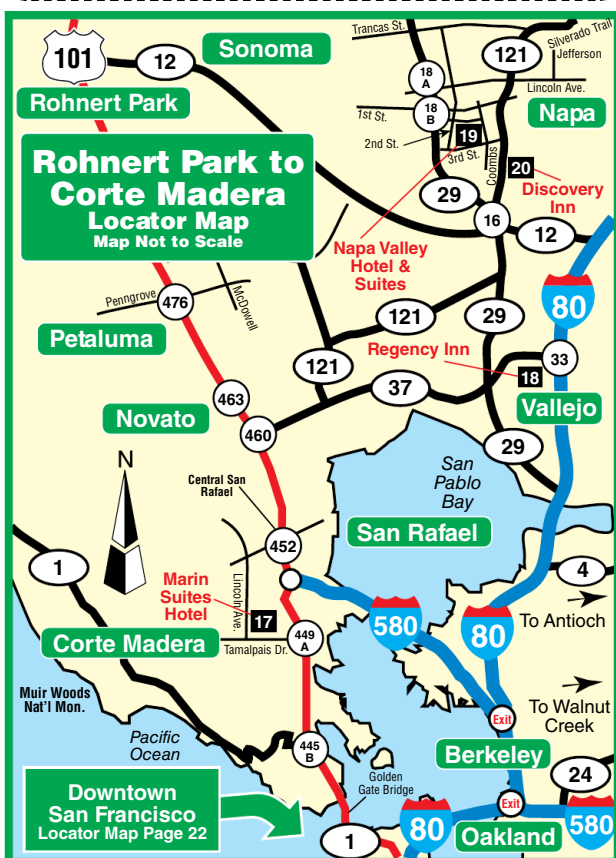 Trancas St.
Silverado Trail
Jefferson
101
12
Sonoma
121
18
A
Lincoln Ave.
Rohnert Park
1st St.
18
B
Napa
2nd St.
19
3rd St.
Coombs
20
Discovery
Inn
Rohnert Park to
Corte Madera
Locator Map
Map Not to Scale
29
16
12
Napa Valley
Hotel &
Suites
80
Penngrove
476
McDowell
121
29
Petaluma
Regency Inn
33
121
18
37
Vallejo
463
Novato
460
29
San
Pablo
Bay
N
Central San
Rafael
San Rafael
452
1
4
Marin
Suites
Hotel
Lincoln Ave.
17
580
80
To Antioch
449
A
Corte Madera
Tamalpais Dr.
Muir Woods
Nat'l Mon.
To Walnut
Creek
Exit
Pacific
Ocean
445
B
Berkeley
Golden
Gate Bridge
24
Downtown
San Francisco
Locator Map Page 22
Exit
1
80
Oakland
580